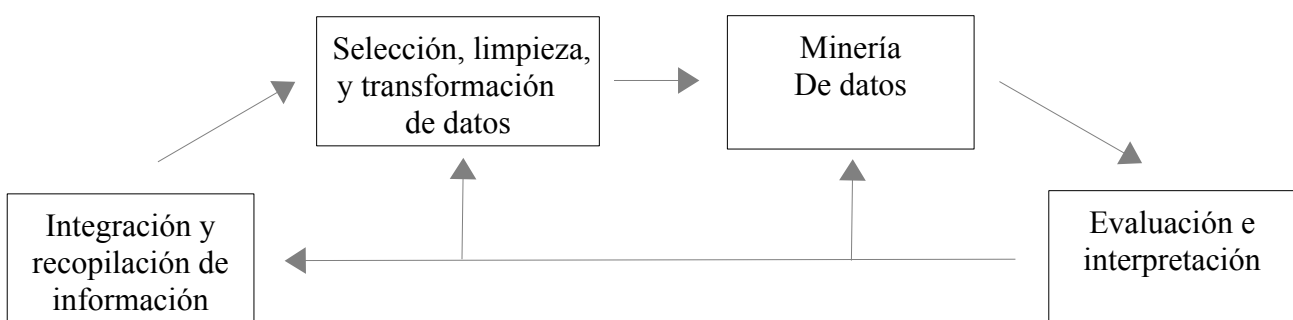 Selección, limpieza,
y transformación
de datos
Minería
De datos
Integración y
recopilación de
información
Evaluación e
interpretación